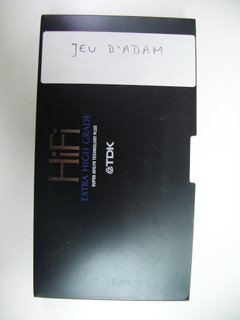 JEU D'ADAM
HiFi
EXTRA HIGH GRADE
SUPER AVILYN TECHNOLOGY PLUS
TDK